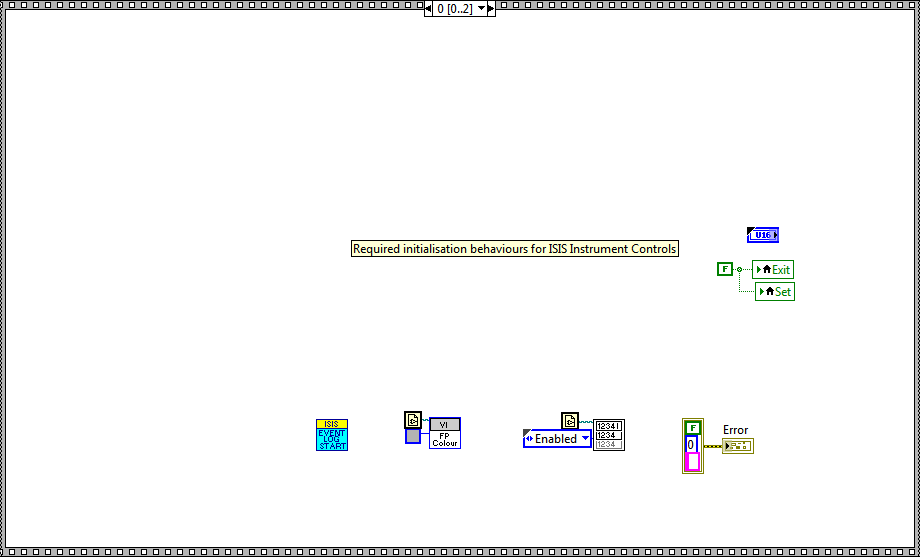 0 [0..2]
Required initialisation behaviours for ISIS Instrument Controls
U16
F
Exit
Set
ISIS
EVENT
LOG
START
VI
FP
Colour
Enabled
1234
1234
1234
F
0
Error